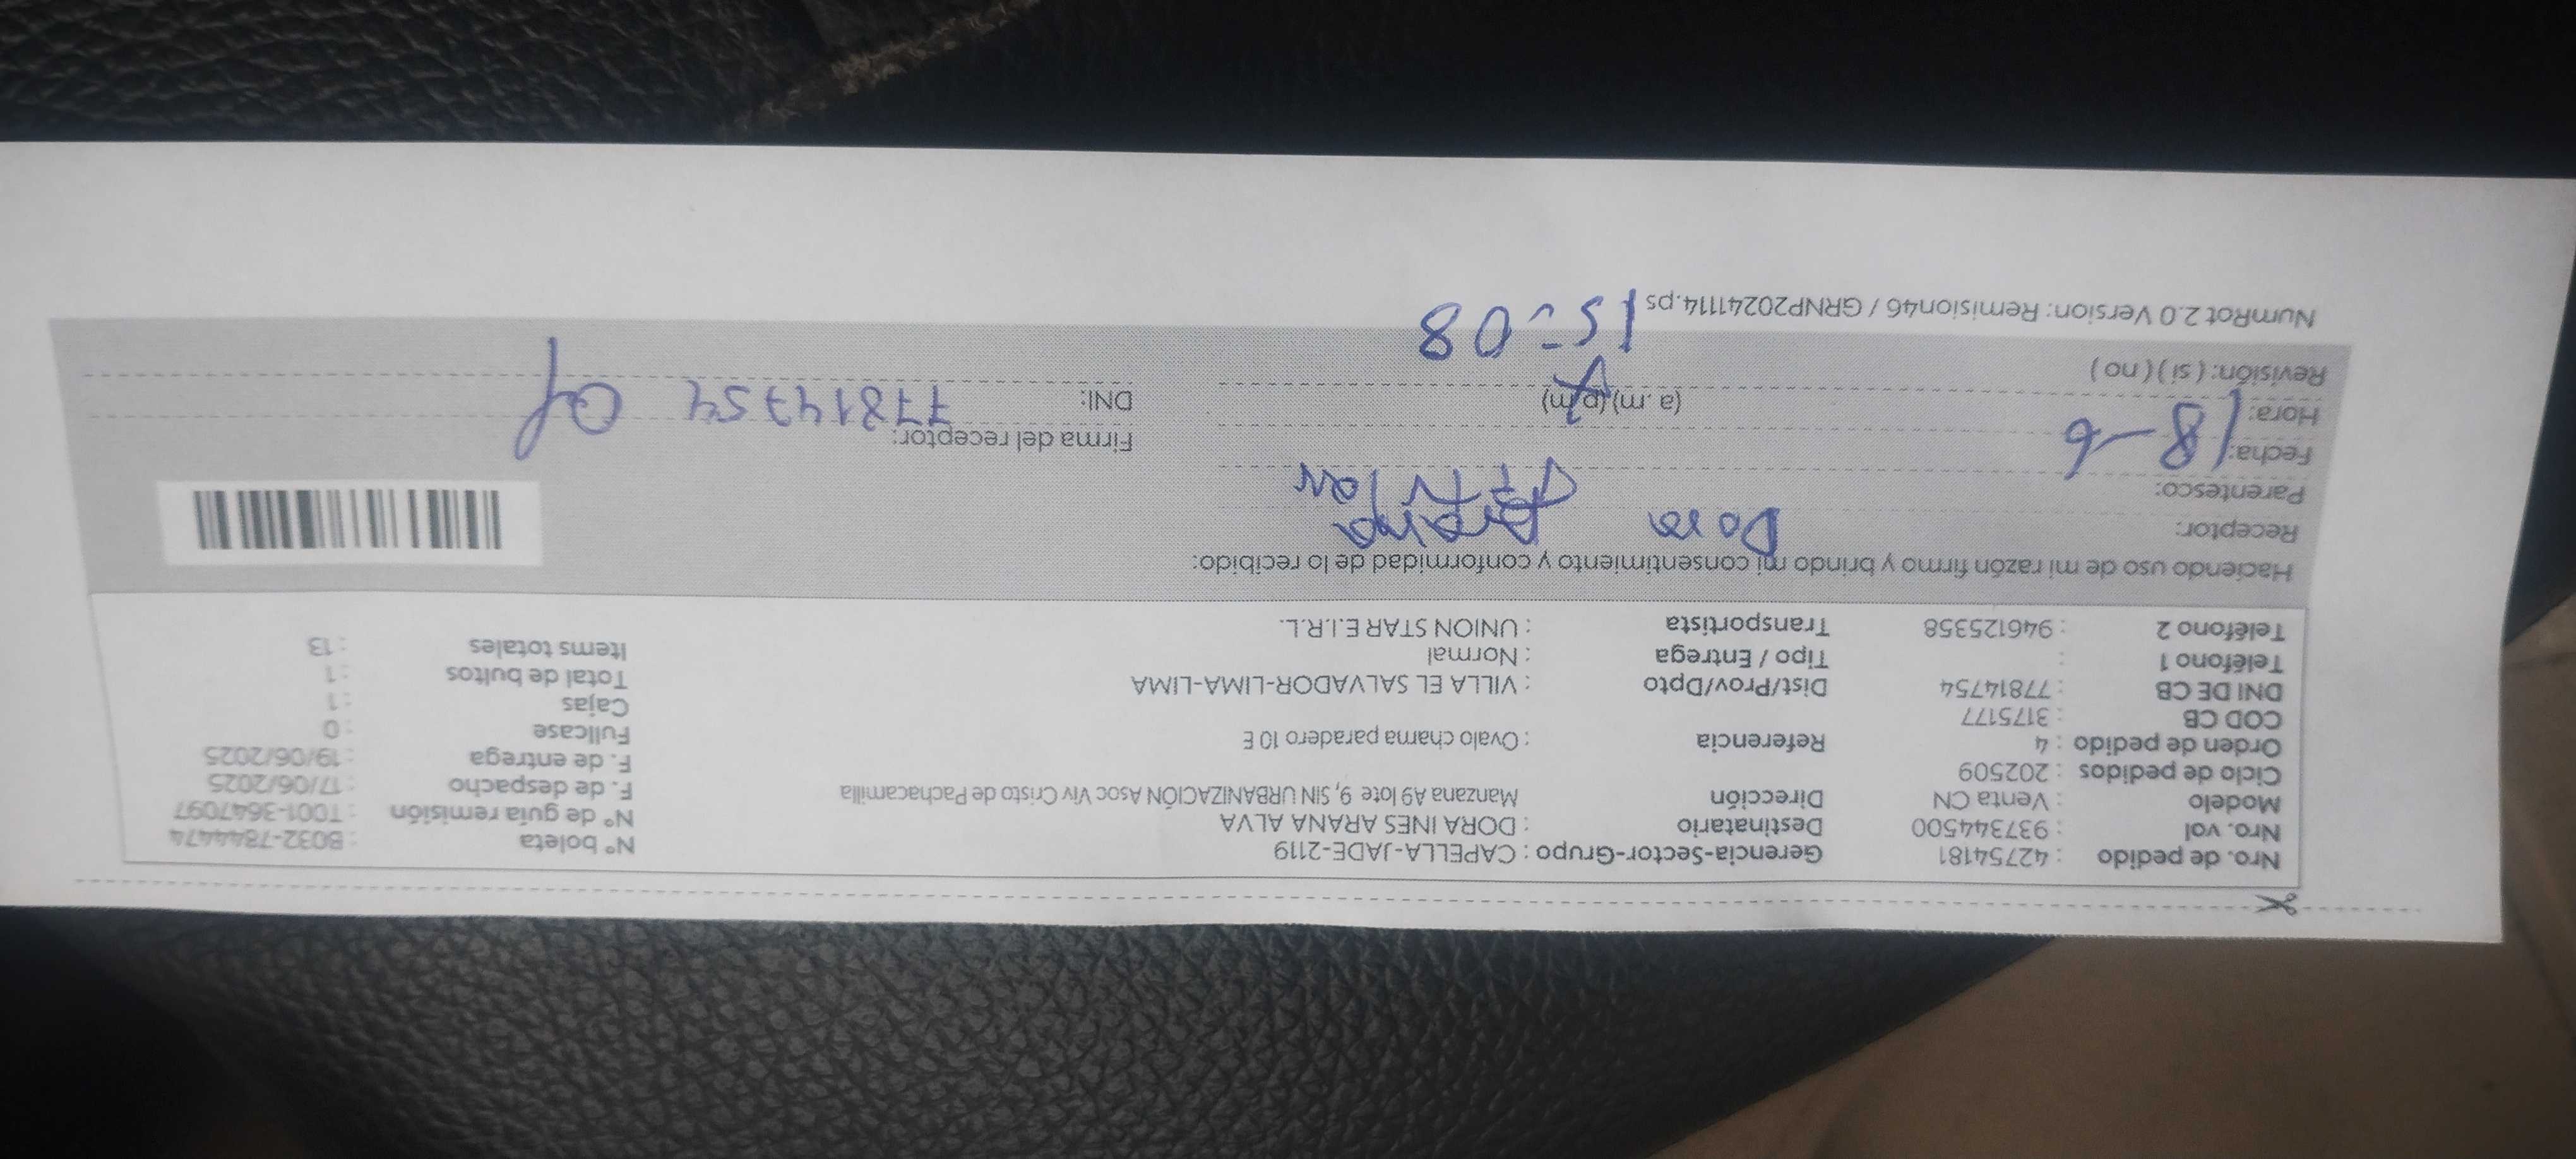 Nro. de pedido : 42754181 Gerencia-Sector-Grupo : CAPELLA-JADE-2119 N° boleta : B032-7844474
Nro. vol : 937344500 Destinatario : DORA INES ARANA ALVA N° de guía remisión : T001-3647097
Modelo : Venta CN Dirección Manzana A9 lote 9, SIN URBANIZACIÓN Asoc Viv Cristo de Pachacamilla F. de despacho : 17/06/2025
Ciclo de pedidos : 202509 F. de entrega : 19/06/2025
Orden de pedido : 4 Referencia : Ovalo chama paradero 10 E Fullcase : 0
COD CB : 3175177 Cajas : 1
DNI DE CB : 77814754 Dist/Prov/Dpto : VILLA EL SALVADOR-LIMA-LIMA Total de bultos : 1
Teléfono 1 : Tipo / Entrega : Normal Items totales : 13
Teléfono 2 : 946125358 Transportista : UNION STAR E.I.R.L.
Haciendo uso de mi razón firmo y brindo mi consentimiento y conformidad de lo recibido:
Receptor: Dora Arana
Parentesco: Titular
Fecha: 18-6 Firma del receptor:
Hora: (a. m) (p. m) DNI: 77814754
Revisión: ( si ) ( no ) 15:08
NumRot 2.0 Version: Remision46 / GRNP20241114.ps